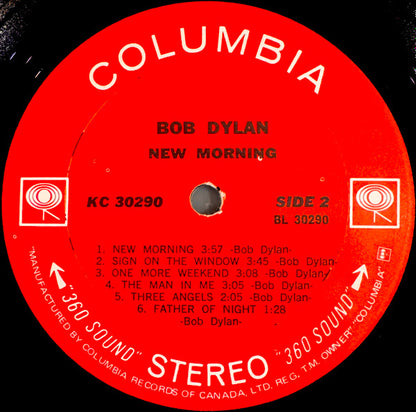 COLUMBIA
BOB DYLAN
NEW MORNING
KC 30290
SIDE 2
BL 30290
1. NEW MORNING 3:57 -Bob Dylan-
2. SIGN ON THE WINDOW 3:45 -Bob Dylan-
3. ONE MORE WEEKEND 3:08 -Bob Dylan-
4. THE MAN IN ME 3:05 -Bob Dylan-
5. THREE ANGELS 2:05 -Bob Dylan-
6. FATHER OF NIGHT 1:28
-Bob Dylan-
"360 SOUND" STEREO "360 SOUND"
"MANUFACTURED BY COLUMBIA RECORDS OF CANADA, LTD. REG. T.M. OWNER" "COLUMBIA"